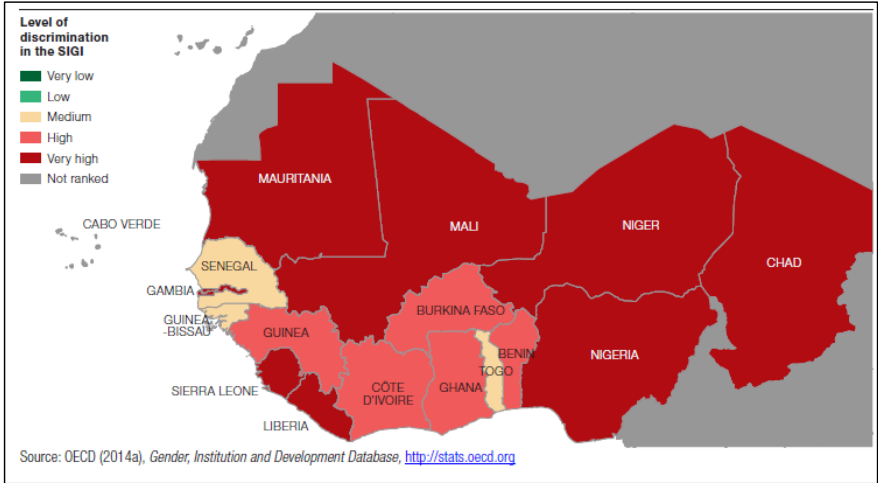 Level of
discrimination
in the SIGI
Very low
Low
Medium
High
Very high
Not ranked
CABO VERDE
MAURITANIA
MALI
NIGER
CHAD
SENEGAL
GAMBIA
GUINEA
-BISSAU
GUINEA
BURKINA FASO
BENIN
NIGERIA
TOGO
SIERRA LEONE
CÔTE
D'IVOIRE
GHANA
LIBERIA
Source: OECD (2014a), Gender, Institution and Development Database, http://stats.oecd.org